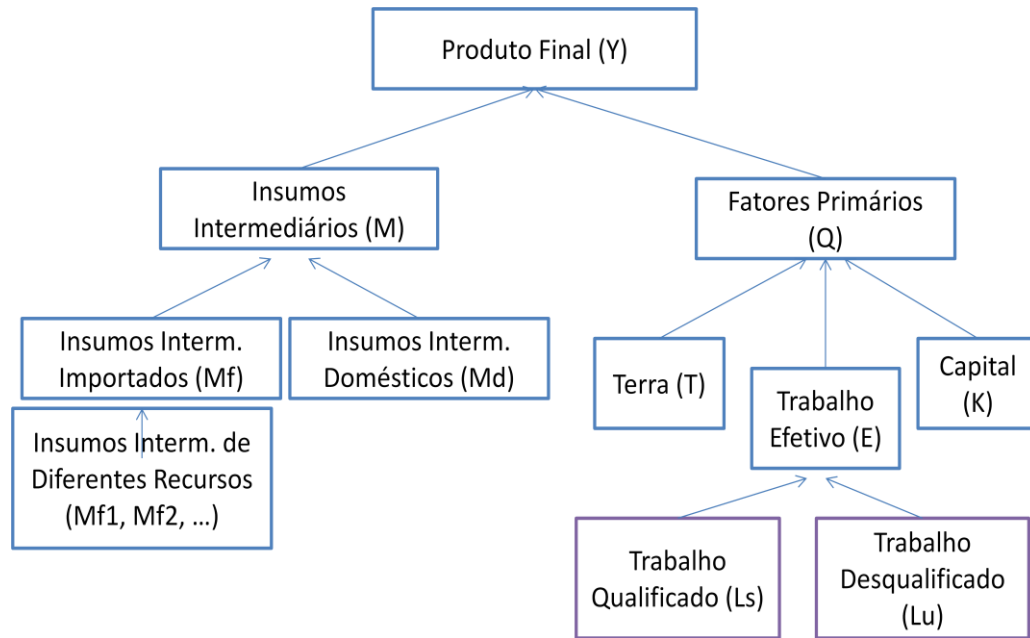 Produto Final (Y)
Insumos
Intermediários (M)
Fatores Primários
(Q)
Insumos Interm.
Importados (Mf)
Insumos Interm.
Domésticos (Md)
Terra (T)
Trabalho
Efetivo (E)
Capital
(K)
Insumos Interm. de
Diferentes Recursos
(Mf1, Mf2, ...)
Trabalho
Qualificado (Ls)
Trabalho
Desqualificado
(Lu)